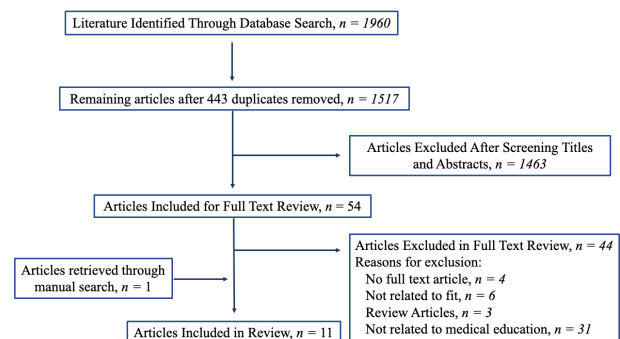 Literature Identified Through Database Search, n = 1960
Remaining articles after 443 duplicates removed, n = 1517
Articles Excluded After Screening Titles
and Abstracts, n = 1463
Articles Included for Full Text Review, n = 54
Articles Excluded in Full Text Review, n = 44
Reasons for exclusion:
No full text article, n = 4
Not related to fit, n = 6
Review Articles, n = 3
Not related to medical education, n = 31
Articles retrieved through
manual search, n = 1
Articles Included in Review, n = 11